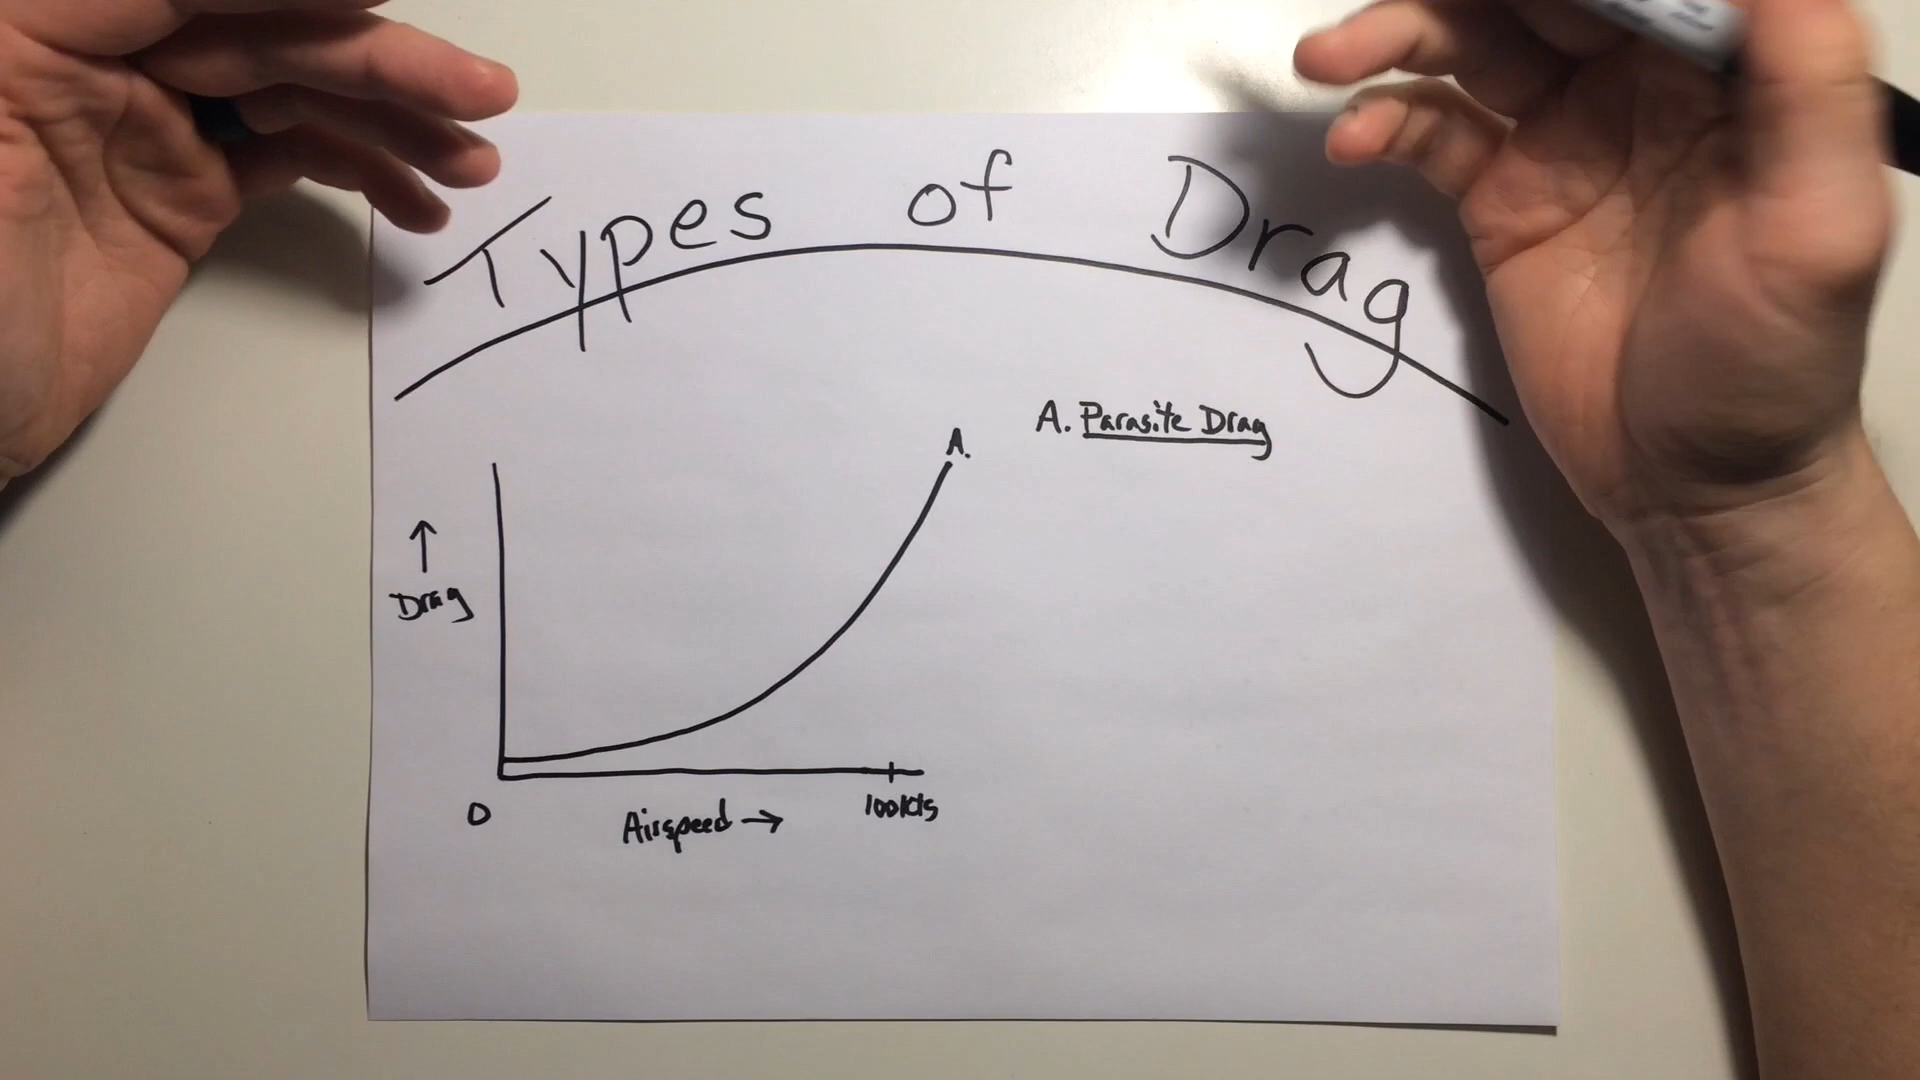 Types of Drag
A. Parasite Drag
A.
↑
Drag
0
Airspeed →
100kts